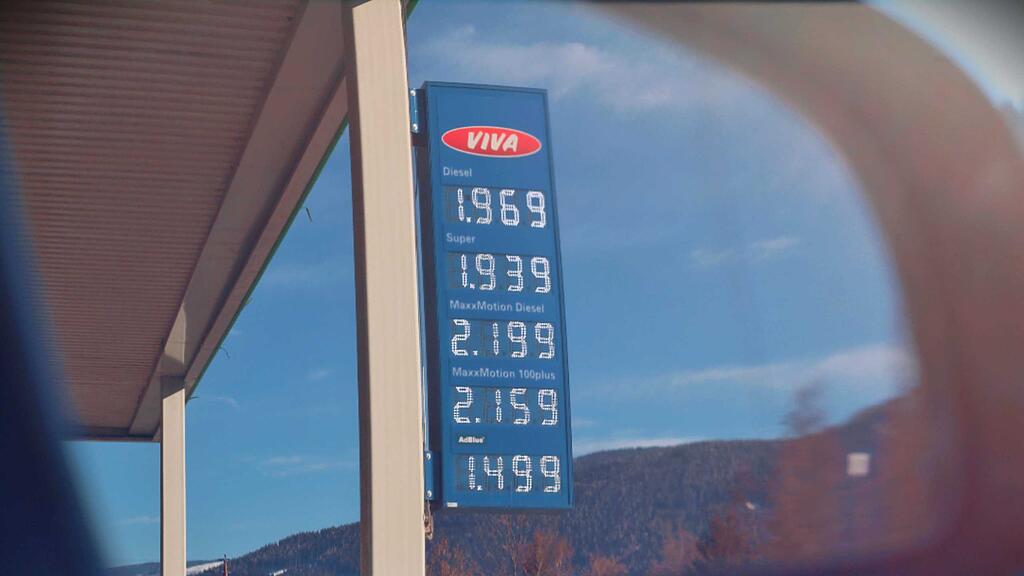 VIVA
Diesel
1.969
Super
1.939
MaxxMotion Diesel
2.199
MaxxMotion 100plus
2.159
AdBlue
1.499